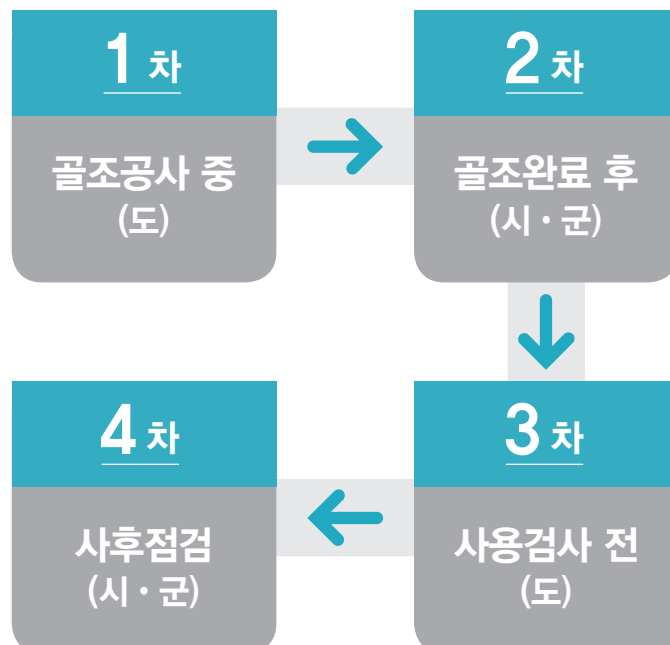 1 차
골조공사 중
(도)
2 차
골조완료 후
(시 · 군)
3 차
사용검사 전
(도)
4 차
사후점검
(시 · 군)